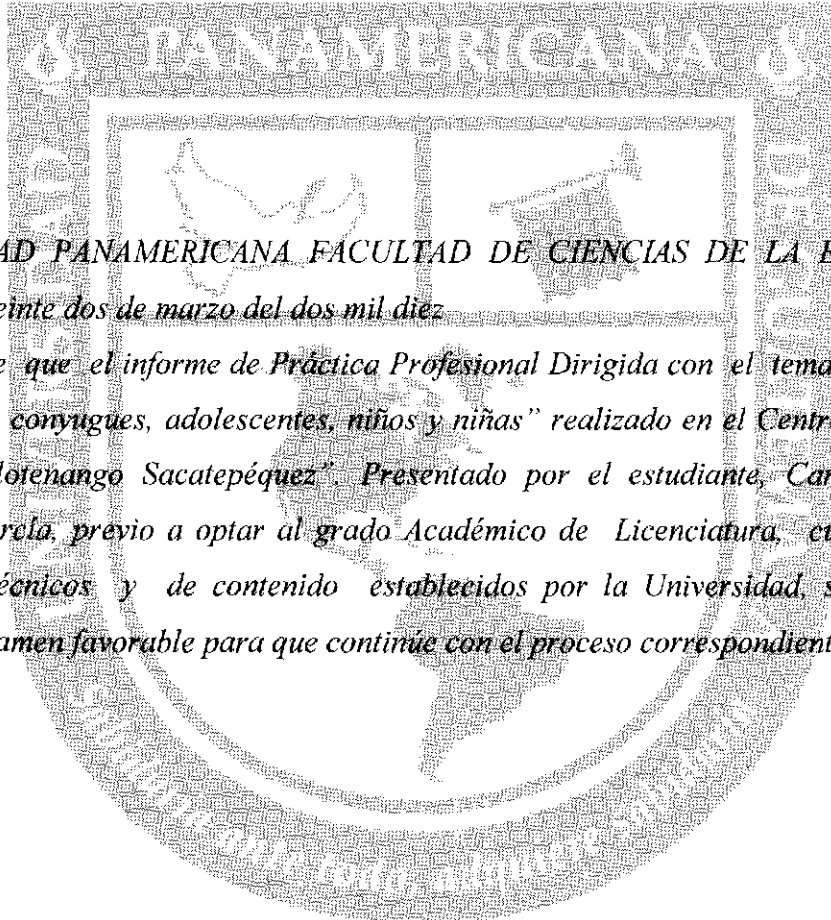 PANAMERICANA
AD PANAMERICANA FACULTAD DE CIENCIAS DE LA E
einte dos de marzo del dos mil diez
e que el informe de Práctica Profesional Dirigida con el tema
conyugues, adolescentes, niños y niñas" realizado en el Centr
lotenango Sacatepéquez". Presentado por el estudiante, Car
rcía, previo a optar al grado Académico de Licenciatura, cu
écnicos y de contenido establecidos por la Universidad, s
amen favorable para que continúe con el proceso correspondient